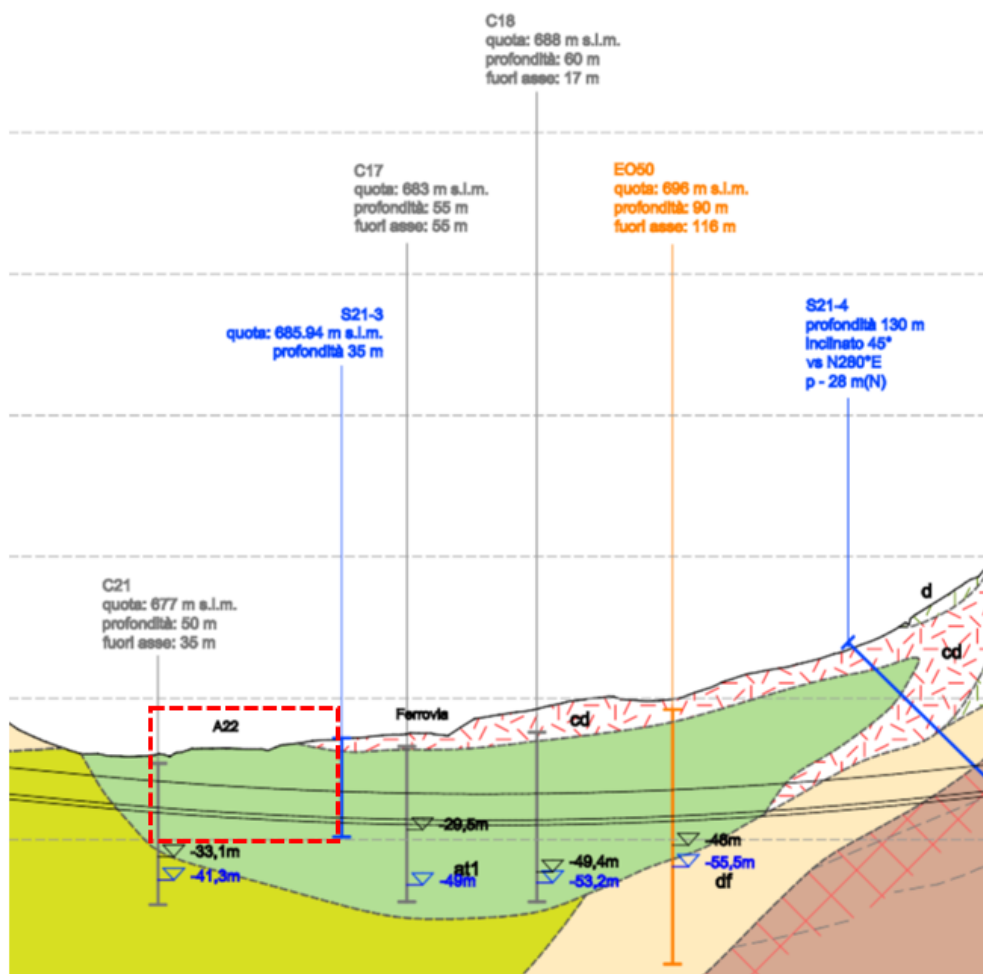 C18
quota: 688 m s.l.m.
profondità: 60 m
fuori asse: 17 m
C17
quota: 683 m s.l.m.
profondità: 55 m
fuori asse: 55 m
EO50
quota: 696 m s.l.m.
profondità: 90 m
fuori asse: 116 m
S21-3
quota: 685.94 m s.l.m.
profondità 35 m
S21-4
profondità 130 m
inclinato 45°
vs N280°E
p - 28 m(N)
C21
quota: 677 m s.l.m.
profondità: 50 m
fuori asse: 35 m
d
cd
A22
Ferrovia
cd
-29,5m
-33,1m
-41,3m
at1
-49m
-49,4m
-53,2m
-48m
-55,5m
df